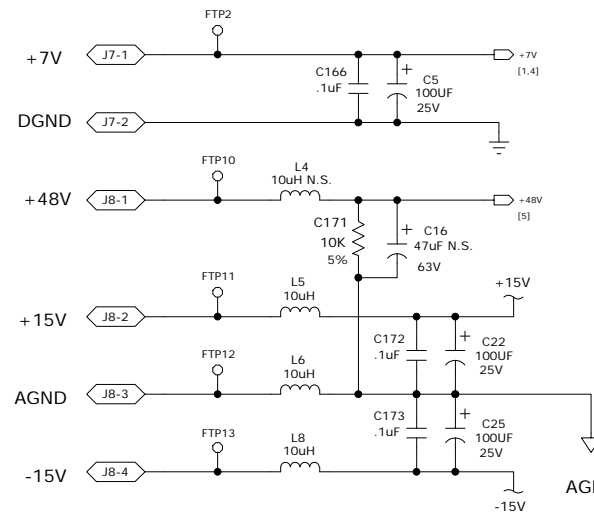 FTP2
+7V
J7-1
+7V
[1,4]
C166
.1uF
+
C5
100UF
25V
DGND
J7-2
FTP10
L4
10uH N.S.
+48V
J8-1
+48V
[5]
C171
10K
5%
+
C16
47uF N.S.
63V
FTP11
L5
10uH
+15V
+15V
J8-2
C172
.1uF
+
C22
100UF
25V
FTP12
L6
10uH
AGND
J8-3
C173
.1uF
+
C25
100UF
25V
FTP13
L8
10uH
-15V
J8-4
-15V